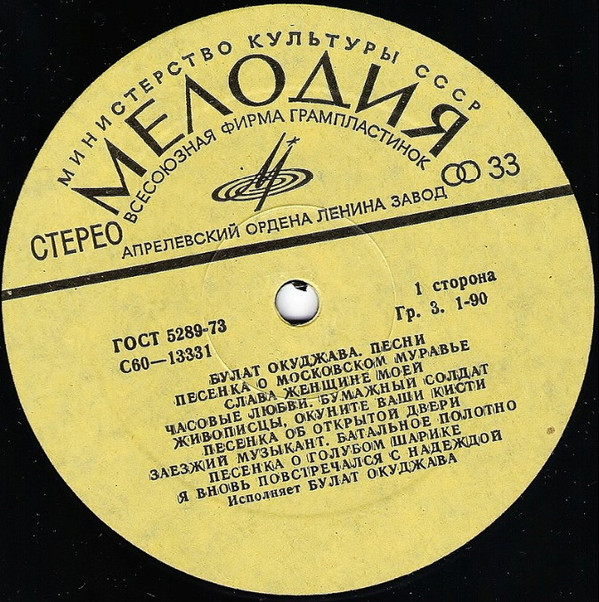 МИНИСТЕРСТВО КУЛЬТУРЫ СССР
МЕЛОДИЯ
ВСЕСОЮЗНАЯ ФИРМА ГРАМПЛАСТИНОК
33
СТЕРЕО
АПРЕЛЕВСКИЙ ОРДЕНА ЛЕНИНА ЗАВОД
1 сторона
Гр. 3. 1-90
ГОСТ 5289-73
С60—13331
БУЛАТ ОКУДЖАВА. ПЕСНИ
ПЕСЕНКА О МОСКОВСКОМ МУРАВЬЕ
СЛАВА ЖЕНЩИНЕ МОЕЙ
ЧАСОВЫЕ ЛЮБВИ. БУМАЖНЫЙ СОЛДАТ
ЖИВОПИСЦЫ, ОКУНИТЕ ВАШИ КИСТИ
ПЕСЕНКА ОБ ОТКРЫТОЙ ДВЕРИ
ЗАЕЗЖИЙ МУЗЫКАНТ. БАТАЛЬНОЕ ПОЛОТНО
ПЕСЕНКА О ГОЛУБОМ ШАРИКЕ
Я ВНОВЬ ПОВСТРЕЧАЛСЯ С НАДЕЖДОЙ
Исполняет БУЛАТ ОКУДЖАВА